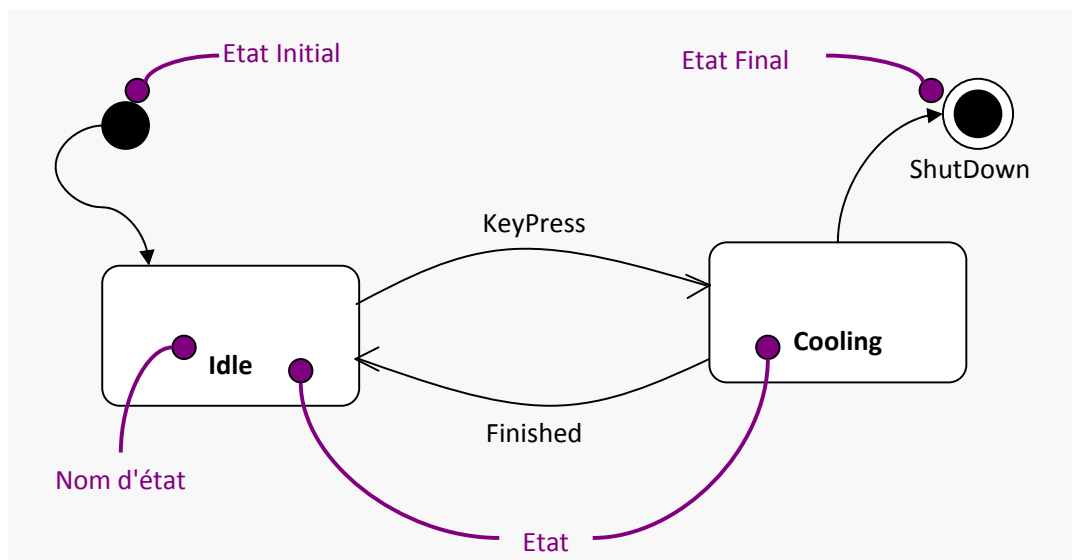 Etat Initial
Etat Final
ShutDown
KeyPress
Idle
Cooling
Finished
Nom d'état
Etat